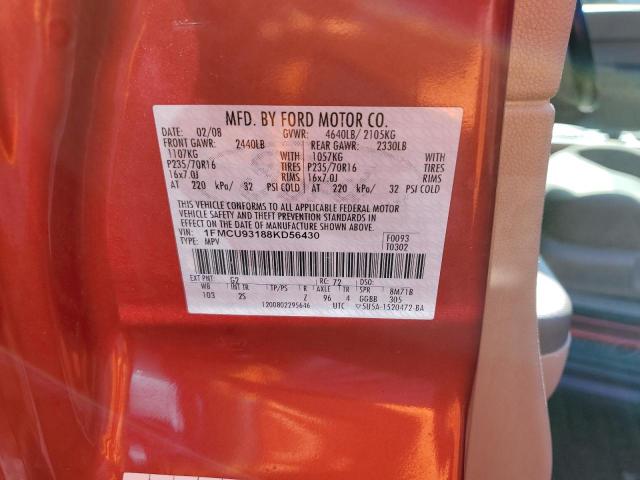 MFD. BY FORD MOTOR CO.
DATE: 02/08 GVWR: 4640LB/ 2105KG
FRONT GAWR: 2440LB REAR GAWR: 2330LB
1107KG WITH 1057KG WITH
P235/70R16 TIRES P235/70R16 TIRES
16x7.0J RIMS 16x7.0J RIMS
AT 220 kPa/ 32 PSI COLD AT 220 kPa/ 32 PSI COLD
THIS VEHICLE CONFORMS TO ALL APPLICABLE FEDERAL MOTOR
VEHICLE SAFETY AND THEFT PREVENTION STANDARDS IN
EFFECT ON THE DATE OF MANUFACTURE SHOWN ABOVE.
VIN: 1FMCU93188KD56430 F0093
TYPE: MPV T0302
EXT PNT: G2 RC: 72 DSO:
WB INT TR TP/PS R AXLE TR SPR 8M71B
103 2S Z 96 4 GGBB 305
1200802295646 UTC ▽5U5A-1520472-BA